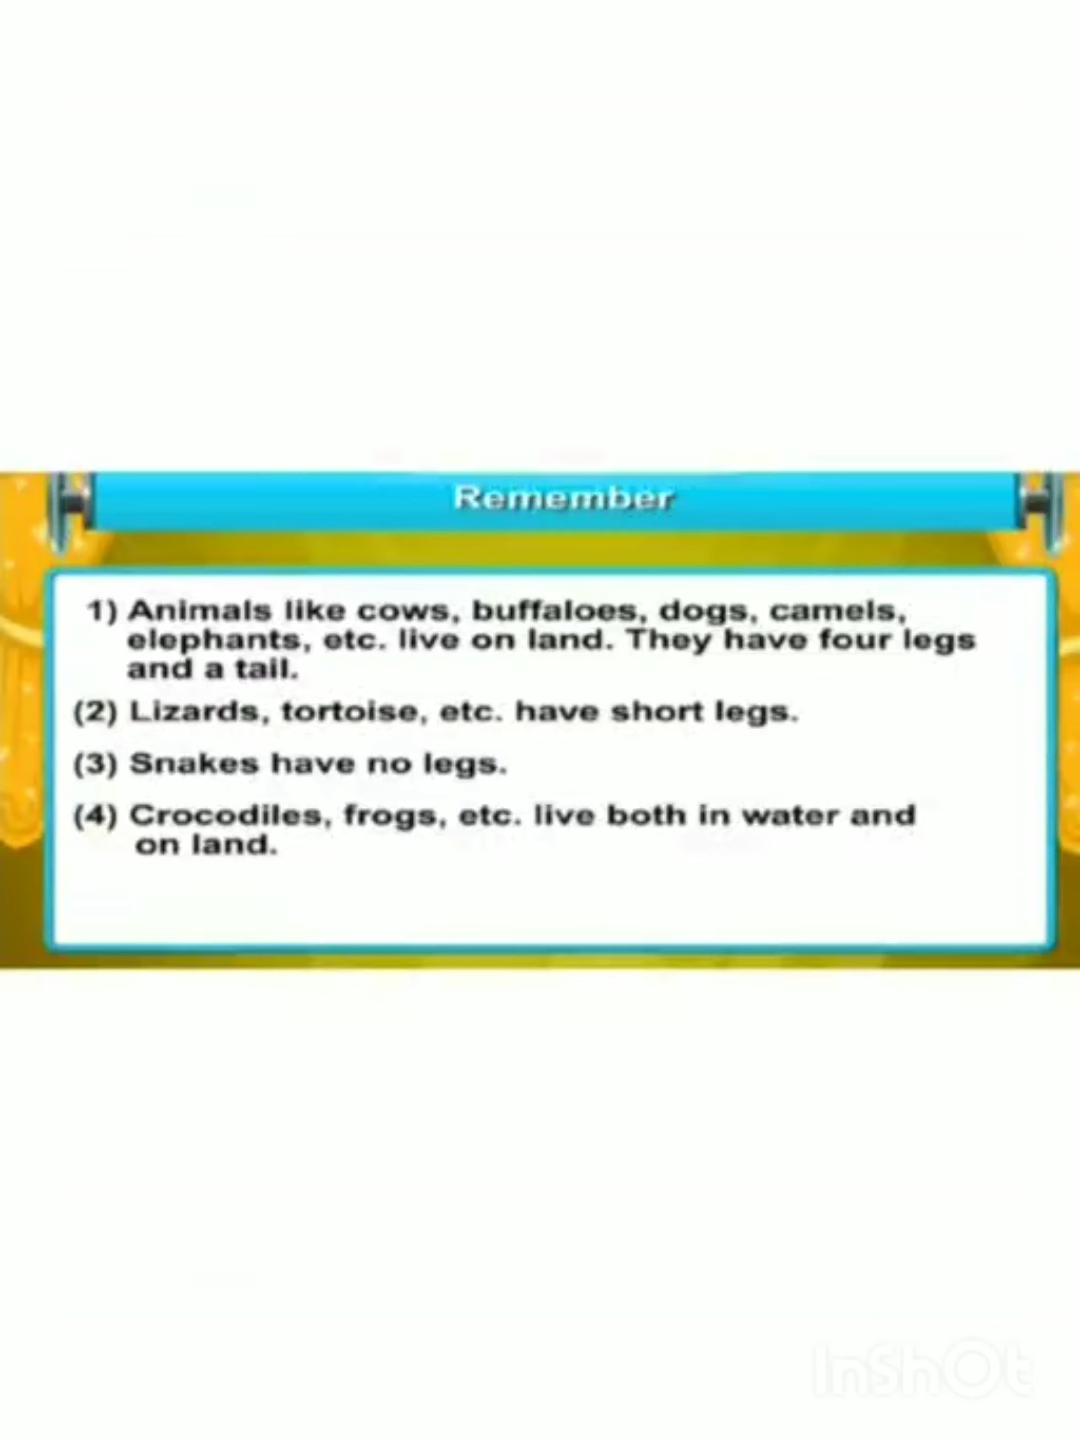 Remember
1) Animals like cows, buffaloes, dogs, camels,
elephants, etc. live on land. They have four legs
and a tail.
(2) Lizards, tortoise, etc. have short legs.
(3) Snakes have no legs.
(4) Crocodiles, frogs, etc. live both in water and
on land.
InShOt